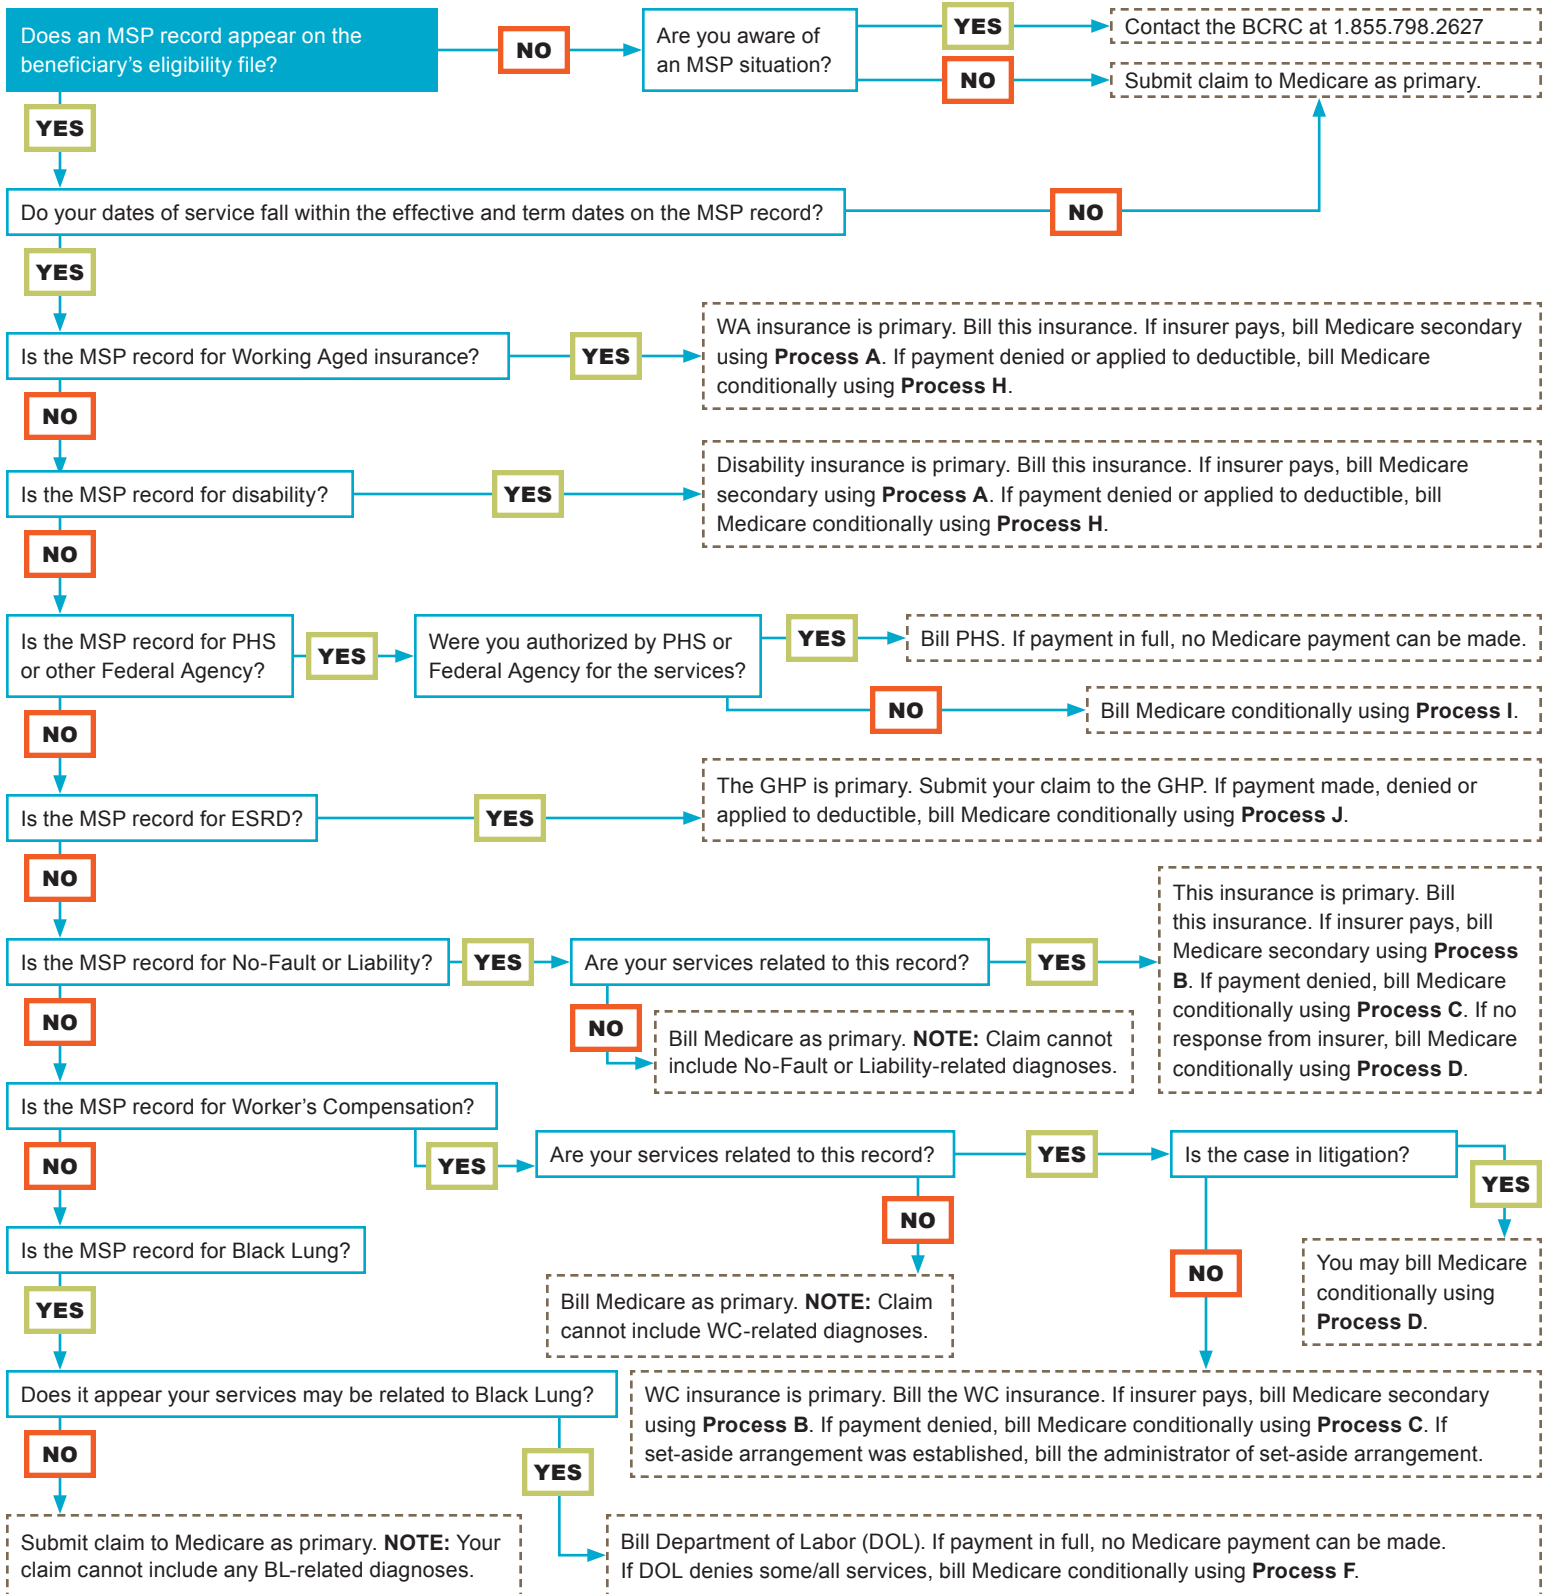 Does an MSP record appear on the
beneficiary's eligibility file?
NO
Are you aware of
an MSP situation?
YES
Contact the BCRC at 1.855.798.2627
NO
Submit claim to Medicare as primary.
YES
Do your dates of service fall within the effective and term dates on the MSP record?
NO
YES
Is the MSP record for Working Aged insurance?
YES
WA insurance is primary. Bill this insurance. If insurer pays, bill Medicare secondary
using Process A. If payment denied or applied to deductible, bill Medicare
conditionally using Process H.
NO
Is the MSP record for disability?
YES
Disability insurance is primary. Bill this insurance. If insurer pays, bill Medicare
secondary using Process A. If payment denied or applied to deductible, bill
Medicare conditionally using Process H.
NO
Is the MSP record for PHS
or other Federal Agency?
YES
Were you authorized by PHS or
Federal Agency for the services?
YES
Bill PHS. If payment in full, no Medicare payment can be made.
NO
Bill Medicare conditionally using Process I.
NO
Is the MSP record for ESRD?
YES
The GHP is primary. Submit your claim to the GHP. If payment made, denied or
applied to deductible, bill Medicare conditionally using Process J.
NO
Is the MSP record for No-Fault or Liability?
YES
Are your services related to this record?
YES
This insurance is primary. Bill
this insurance. If insurer pays, bill
Medicare secondary using Process
B. If payment denied, bill Medicare
conditionally using Process C. If no
response from insurer, bill Medicare
conditionally using Process D.
NO
Bill Medicare as primary. NOTE: Claim cannot
include No-Fault or Liability-related diagnoses.
NO
Is the MSP record for Worker's Compensation?
YES
Are your services related to this record?
YES
Is the case in litigation?
YES
You may bill Medicare
conditionally using
Process D.
NO
Bill Medicare as primary. NOTE: Claim
cannot include WC-related diagnoses.
NO
WC insurance is primary. Bill the WC insurance. If insurer pays, bill Medicare secondary
using Process B. If payment denied, bill Medicare conditionally using Process C. If
set-aside arrangement was established, bill the administrator of set-aside arrangement.
NO
Is the MSP record for Black Lung?
YES
Does it appear your services may be related to Black Lung?
NO
Submit claim to Medicare as primary. NOTE: Your
claim cannot include any BL-related diagnoses.
YES
Bill Department of Labor (DOL). If payment in full, no Medicare payment can be made.
If DOL denies some/all services, bill Medicare conditionally using Process F.